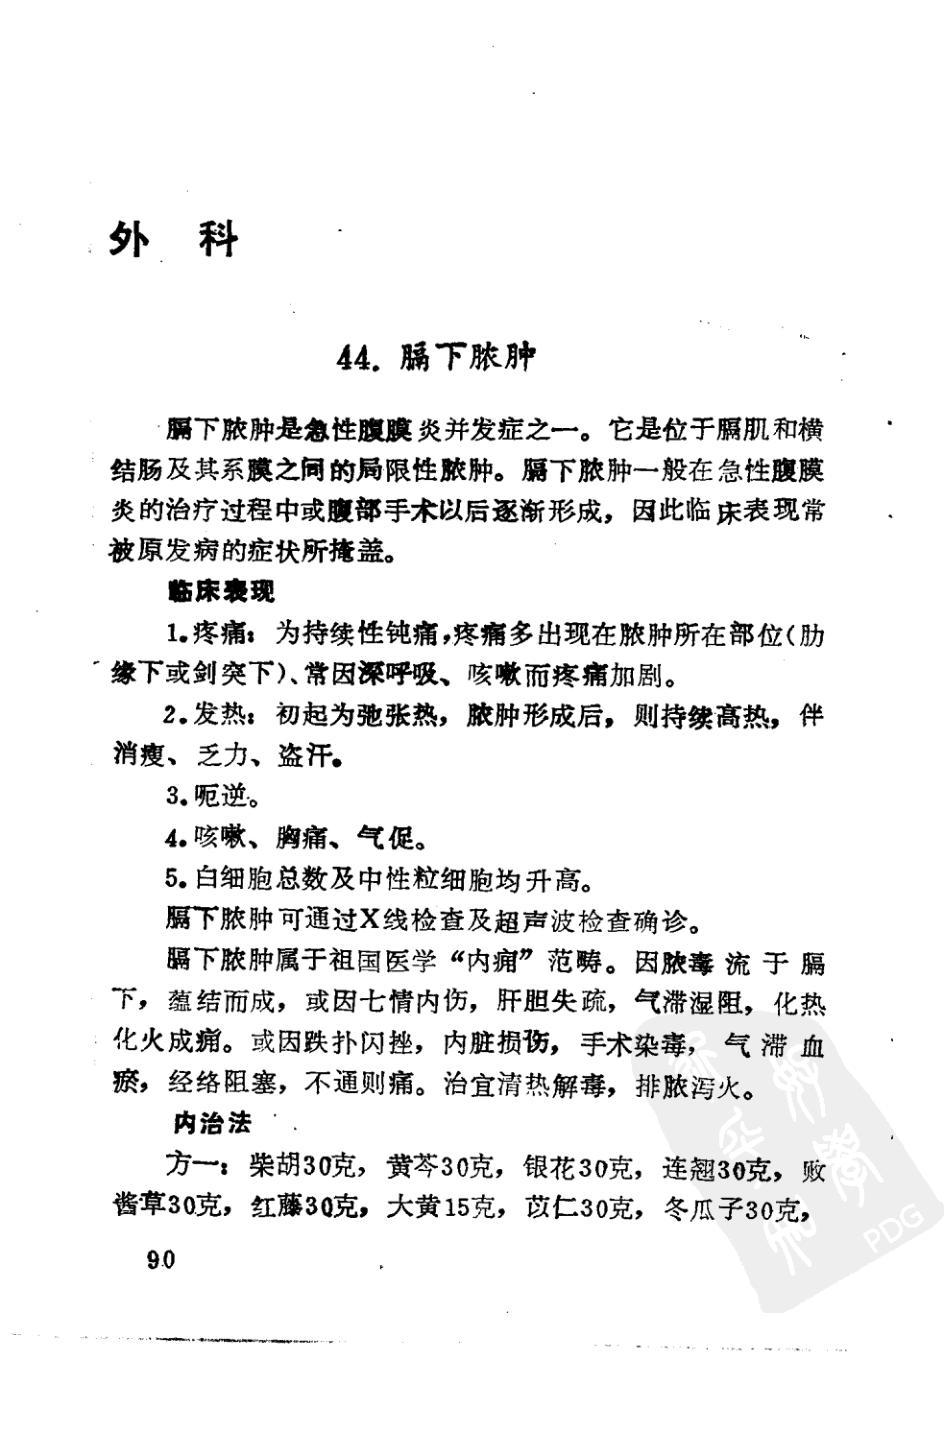 外 科
44. 膈下脓肿
膈下脓肿是急性腹膜炎并发症之一。它是位于膈肌和横
结肠及其系膜之间的局限性脓肿。膈下脓肿一般在急性腹膜
炎的治疗过程中或腹部手术以后逐渐形成，因此临床表现常
被原发病的症状所掩盖。
临床表现
1.疼痛：为持续性钝痛，疼痛多出现在脓肿所在部位(肋
缘下或剑突下)、常因深呼吸、咳嗽而疼痛加剧。
2.发热：初起为弛张热，脓肿形成后，则持续高热，伴
消瘦、乏力、盗汗。
3.呃逆。
4.咳嗽、胸痛、气促。
5.白细胞总数及中性粒细胞均升高。
膈下脓肿可通过X线检查及超声波检查确诊。
膈下脓肿属于祖国医学“内痈”范畴。因脓毒流于膈
下，蕴结而成，或因七情内伤，肝胆失疏，气滞湿阻，化热
化火成痈。或因跌扑闪挫，内脏损伤，手术染毒，气滞血
瘀，经络阻塞，不通则痛。治宜清热解毒，排脓泻火。
内治法
方一：柴胡30克，黄芩30克，银花30克，连翘30克，败
酱草30克，红藤30克，大黄15克，苡仁30克，冬瓜子30克，
90
PDG